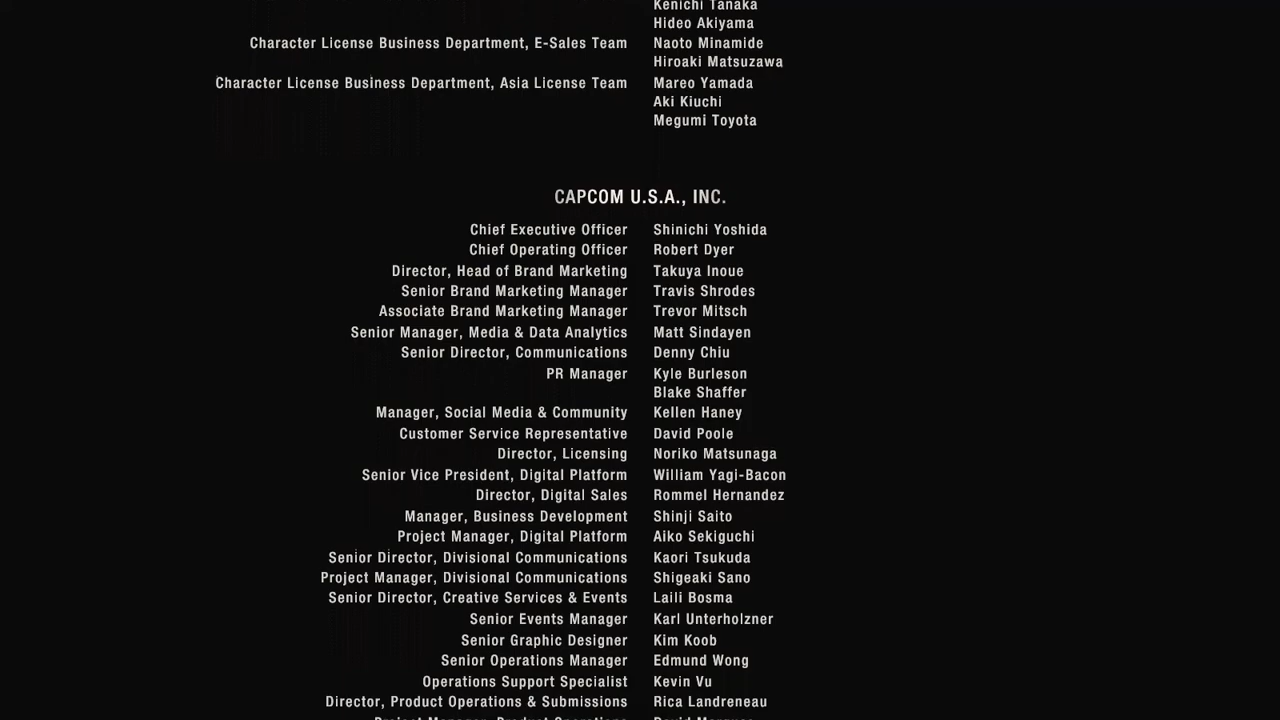 Kenichi Tanaka
Hideo Akiyama
Character License Business Department, E-Sales Team Naoto Minamide
Hiroaki Matsuzawa
Character License Business Department, Asia License Team Mareo Yamada
Aki Kiuchi
Megumi Toyota
CAPCOM U.S.A., INC.
Chief Executive Officer Shinichi Yoshida
Chief Operating Officer Robert Dyer
Director, Head of Brand Marketing Takuya Inoue
Senior Brand Marketing Manager Travis Shrodes
Associate Brand Marketing Manager Trevor Mitsch
Senior Manager, Media & Data Analytics Matt Sindayen
Senior Director, Communications Denny Chiu
PR Manager Kyle Burleson
Blake Shaffer
Manager, Social Media & Community Kellen Haney
Customer Service Representative David Poole
Director, Licensing Noriko Matsunaga
Senior Vice President, Digital Platform William Yagi-Bacon
Director, Digital Sales Rommel Hernandez
Manager, Business Development Shinji Saito
Project Manager, Digital Platform Aiko Sekiguchi
Senior Director, Divisional Communications Kaori Tsukuda
Project Manager, Divisional Communications Shigeaki Sano
Senior Director, Creative Services & Events Laili Bosma
Senior Events Manager Karl Unterholzner
Senior Graphic Designer Kim Koob
Senior Operations Manager Edmund Wong
Operations Support Specialist Kevin Vu
Director, Product Operations & Submissions Rica Landreneau